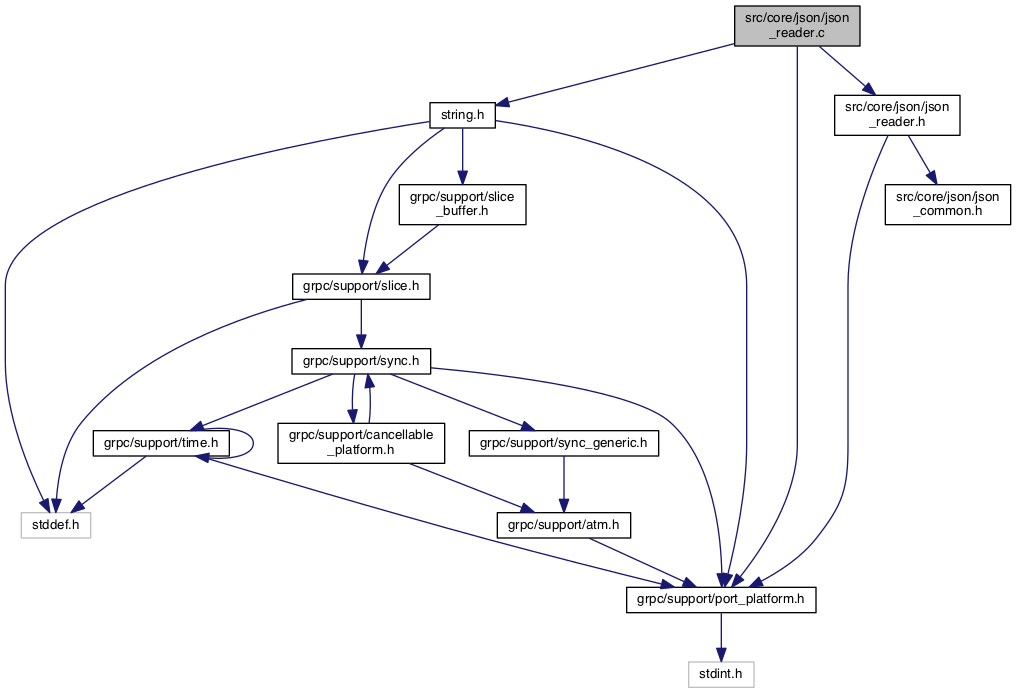 src/core/json/json
_reader.c
string.h
src/core/json/json
_reader.h
grpc/support/slice
_buffer.h
src/core/json/json
_common.h
grpc/support/slice.h
grpc/support/sync.h
grpc/support/time.h
grpc/support/cancellable
_platform.h
grpc/support/sync_generic.h
stddef.h
grpc/support/atm.h
grpc/support/port_platform.h
stdint.h